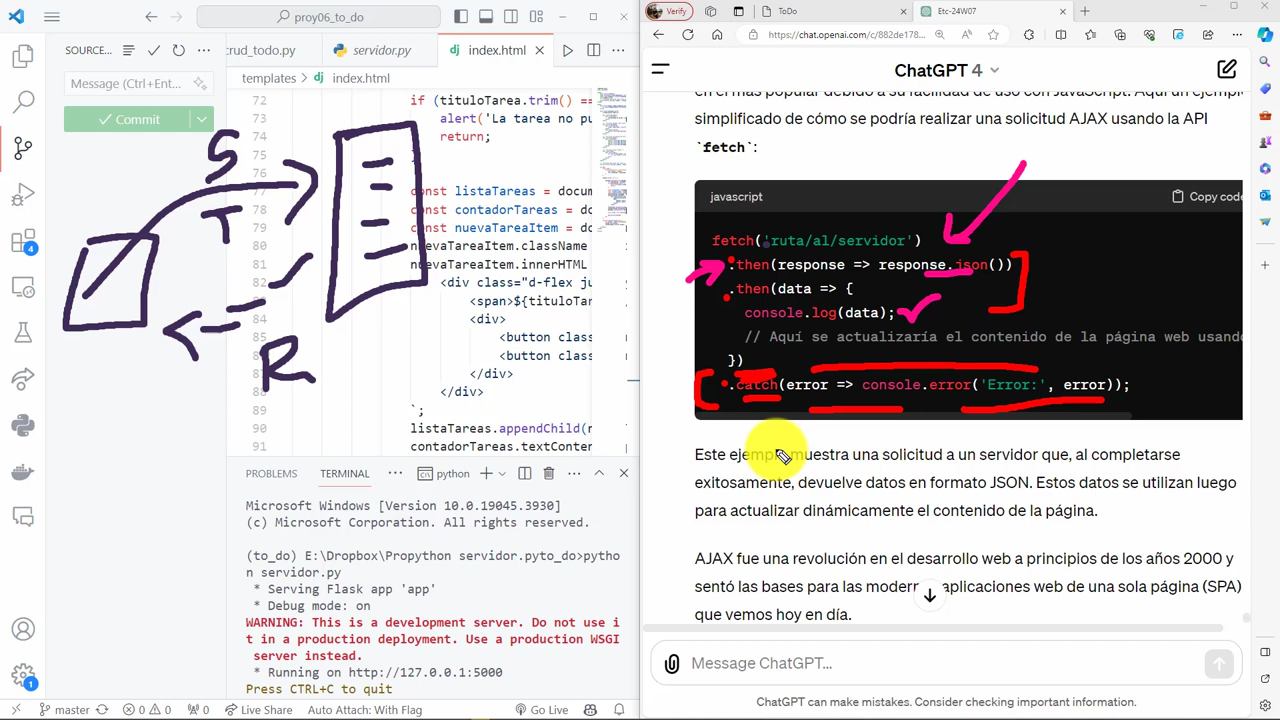 proy06_to_do
SOURCE...
Message (Ctrl+Ent...
Commit
4
1
crud_todo.py
servidor.py
index.html
templates > index.html
72 if (tituloTarea.trim() ==
73 alert('La tarea no pu
74 return;
75
76
77 const listaTareas = docum
78 const contadorTareas = d
79 const nuevaTareaItem = d
80 nuevaTareaItem.className
81 nuevaTareaItem.innerHTML
82 <div class="d-flex ju
83 <span>${tituloT
84 <div>
85 <button class
86 <button class
87 </div>
88 </div>
89 `;
90 listaTareas.appendChild(n
91 contadorTareas.textConten
S
T
R
PROBLEMS TERMINAL ... python
Microsoft Windows [Version 10.0.19045.3930]
(c) Microsoft Corporation. All rights reserved.
(to_do) E:\Dropbox\Propython servidor.pyto_do>pytho
n servidor.py
* Serving Flask app 'app'
* Debug mode: on
WARNING: This is a development server. Do not use i
t in a production deployment. Use a production WSGI
server instead.
* Running on http://127.0.0.1:5000
Press CTRL+C to quit
master 0 0 0 Live Share Auto Attach: With Flag Go Live
Verify
ToDo
Etc-24W07
https://chat.openai.com/c/882de178...
ChatGPT 4
simplificado de cómo se podría realizar una solicitud AJAX usando la API
`fetch`:
javascript Copy code
fetch('ruta/al/servidor')
.then(response => response.json())
.then(data => {
console.log(data);
// Aquí se actualizaría el contenido de la página web usando
})
.catch(error => console.error('Error:', error));
Este ejemplo muestra una solicitud a un servidor que, al completarse
exitosamente, devuelve datos en formato JSON. Estos datos se utilizan luego
para actualizar dinámicamente el contenido de la página.
AJAX fue una revolución en el desarrollo web a principios de los años 2000 y
sentó las bases para las modernas aplicaciones web de una sola página (SPA)
que vemos hoy en día.
Message ChatGPT...
ChatGPT can make mistakes. Consider checking important information.